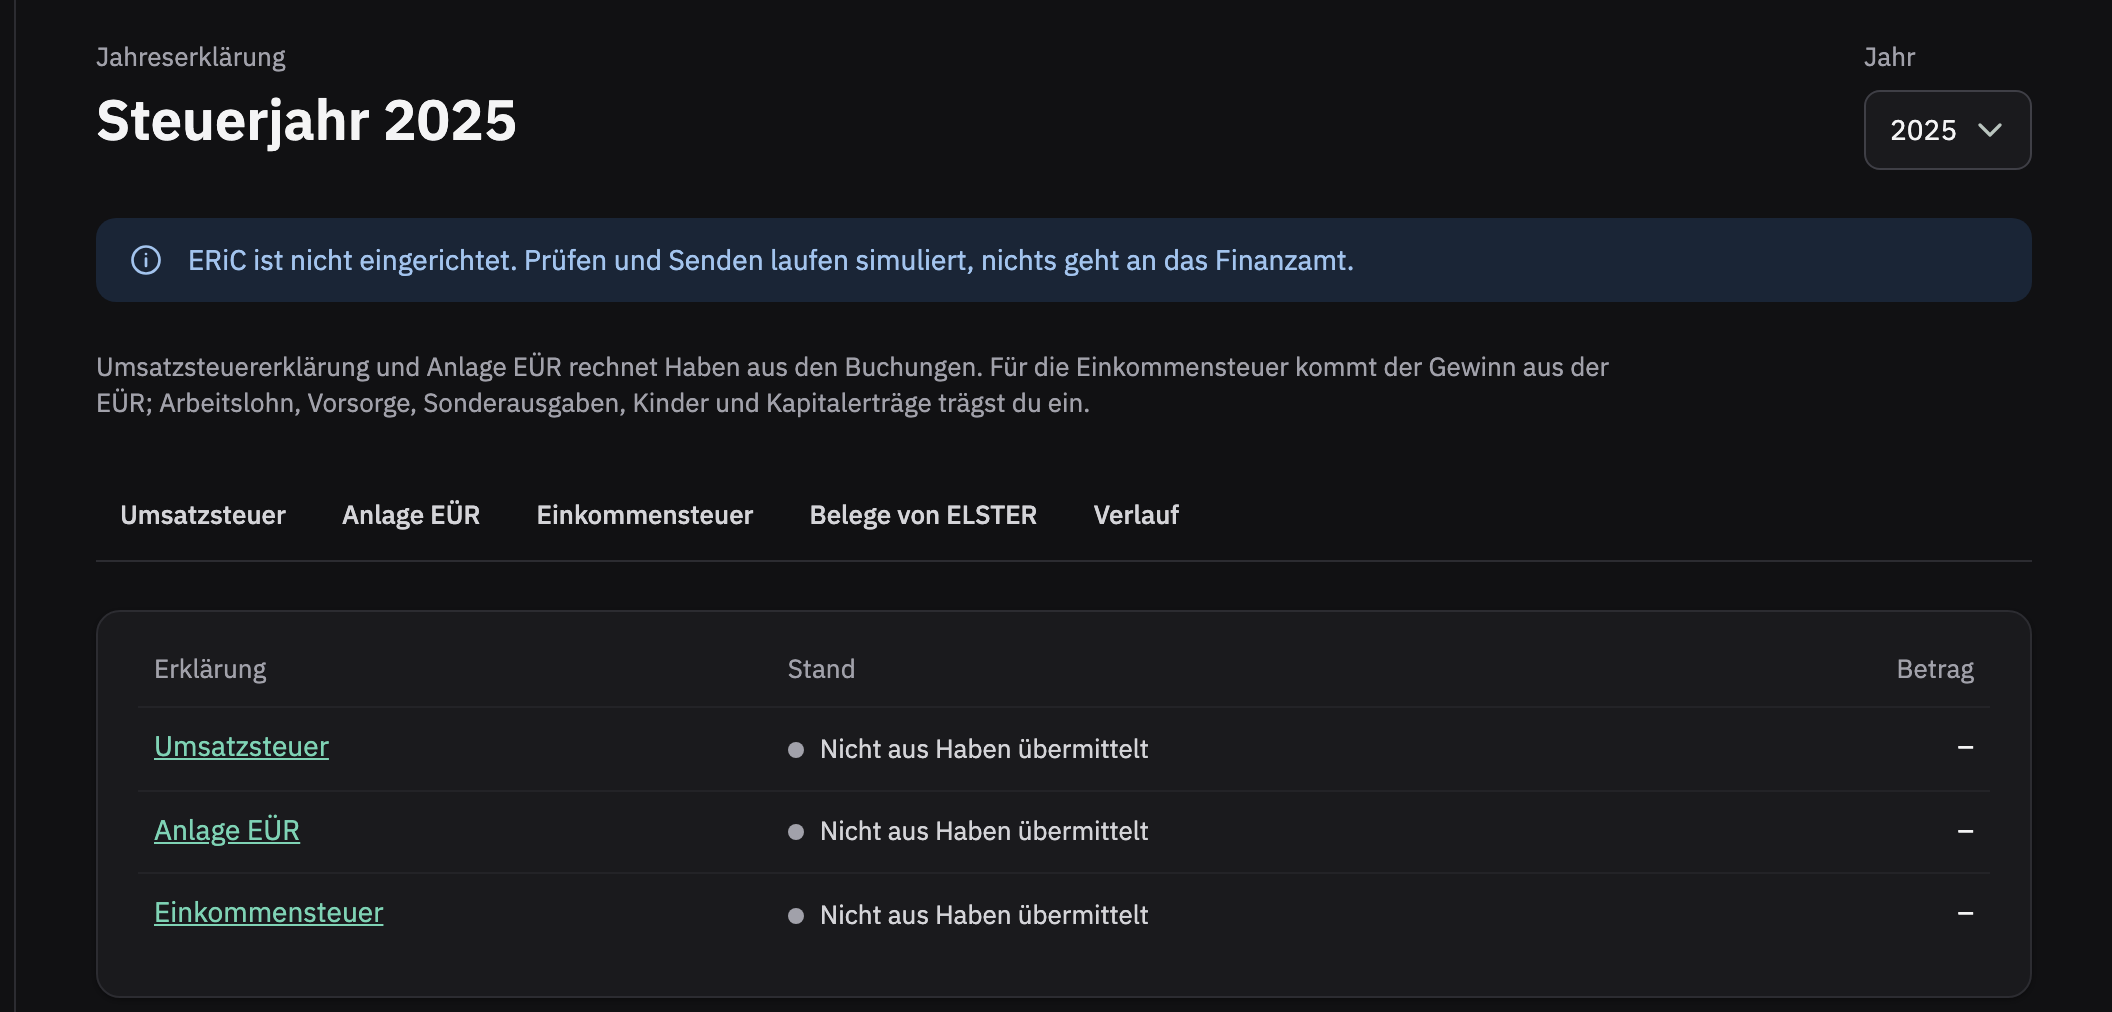 Jahreserklärung
Jahr
Steuerjahr 2025
2025
ERiC ist nicht eingerichtet. Prüfen und Senden laufen simuliert, nichts geht an das Finanzamt.
Umsatzsteuererklärung und Anlage EÜR rechnet Haben aus den Buchungen. Für die Einkommensteuer kommt der Gewinn aus der
EÜR; Arbeitslohn, Vorsorge, Sonderausgaben, Kinder und Kapitalerträge trägst du ein.
Umsatzsteuer Anlage EÜR Einkommensteuer Belege von ELSTER Verlauf
Erklärung Stand Betrag
Umsatzsteuer Nicht aus Haben übermittelt –
Anlage EÜR Nicht aus Haben übermittelt –
Einkommensteuer Nicht aus Haben übermittelt –